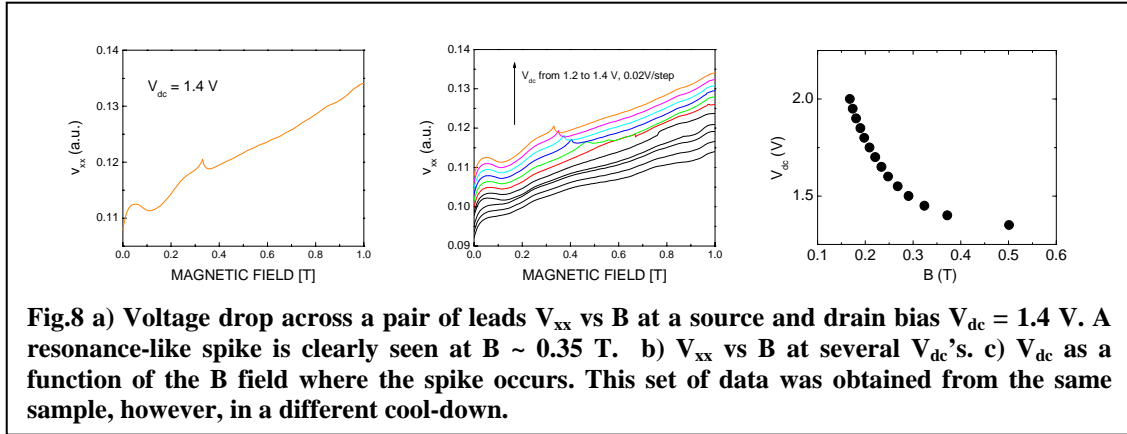 0.14
0.13
0.12
0.11
v_xx (a.u.)
V_dc = 1.4 V
0.0 0.2 0.4 0.6 0.8 1.0
MAGNETIC FIELD [T]
0.14
0.13
0.12
0.11
0.10
0.09
v_xx (a.u.)
V_dc from 1.2 to 1.4 V, 0.02V/step
0.0 0.2 0.4 0.6 0.8 1.0
MAGNETIC FIELD [T]
2.0
1.5
V_dc (V)
0.1 0.2 0.3 0.4 0.5 0.6
B (T)
Fig.8 a) Voltage drop across a pair of leads V_xx vs B at a source and drain bias V_dc = 1.4 V. A
resonance-like spike is clearly seen at B ~ 0.35 T. b) V_xx vs B at several V_dc's. c) V_dc as a
function of the B field where the spike occurs. This set of data was obtained from the same
sample, however, in a different cool-down.